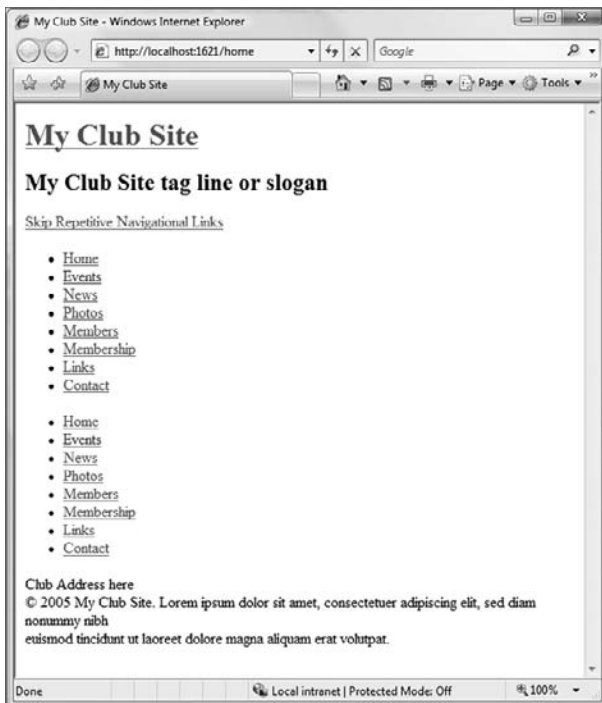 My Club Site - Windows Internet Explorer
http://localhost:1621/home
Google
My Club Site
Page
Tools
My Club Site
My Club Site tag line or slogan
Skip Repetitive Navigational Links
Home
Events
News
Photos
Members
Membership
Links
Contact
Home
Events
News
Photos
Members
Membership
Links
Contact
Club Address here
© 2005 My Club Site. Lorem ipsum dolor sit amet, consectetuer adipiscing elit, sed diam
nonummy nibh
euismod tincidunt ut laoreet dolore magna aliquam erat volutpat.
Done
Local intranet | Protected Mode: Off
100%